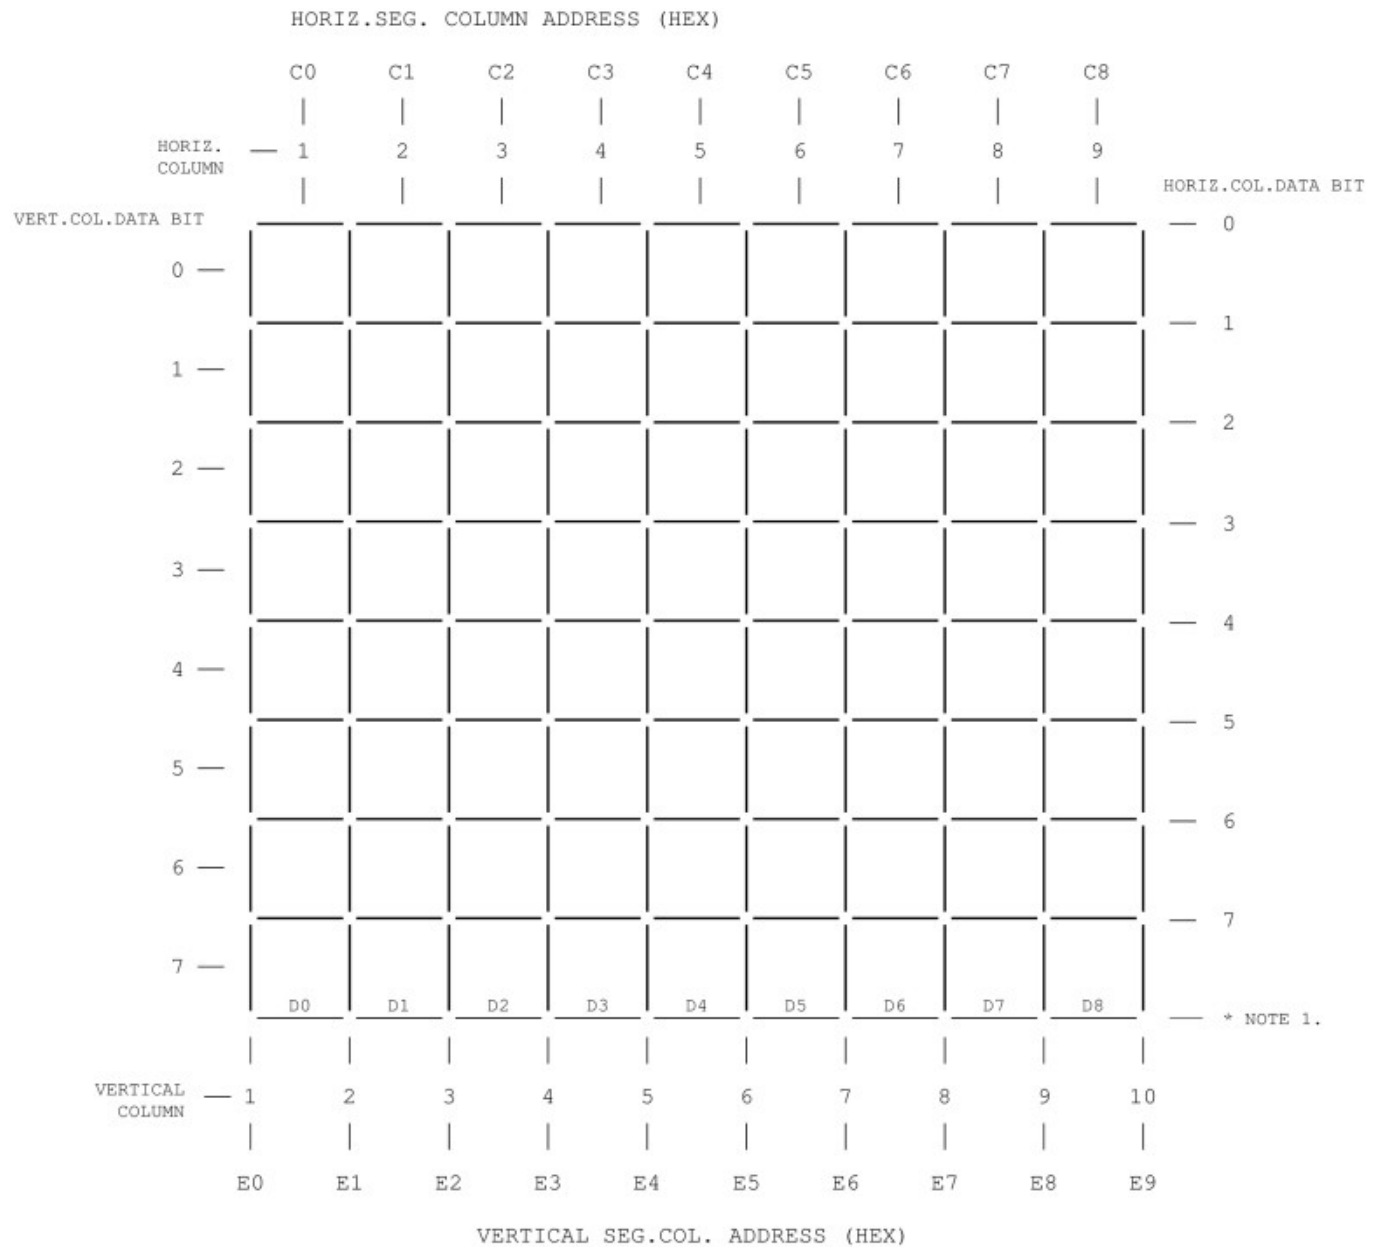 HORIZ.SEG. COLUMN ADDRESS (HEX)
C0 C1 C2 C3 C4 C5 C6 C7 C8
HORIZ.
COLUMN
1 2 3 4 5 6 7 8 9
HORIZ.COL.DATA BIT
VERT.COL.DATA BIT
0
0
1
1
2
2
3
3
4
4
5
5
6
6
7
7
D0 D1 D2 D3 D4 D5 D6 D7 D8
* NOTE 1.
VERTICAL
COLUMN
1 2 3 4 5 6 7 8 9 10
E0 E1 E2 E3 E4 E5 E6 E7 E8 E9
VERTICAL SEG.COL. ADDRESS (HEX)